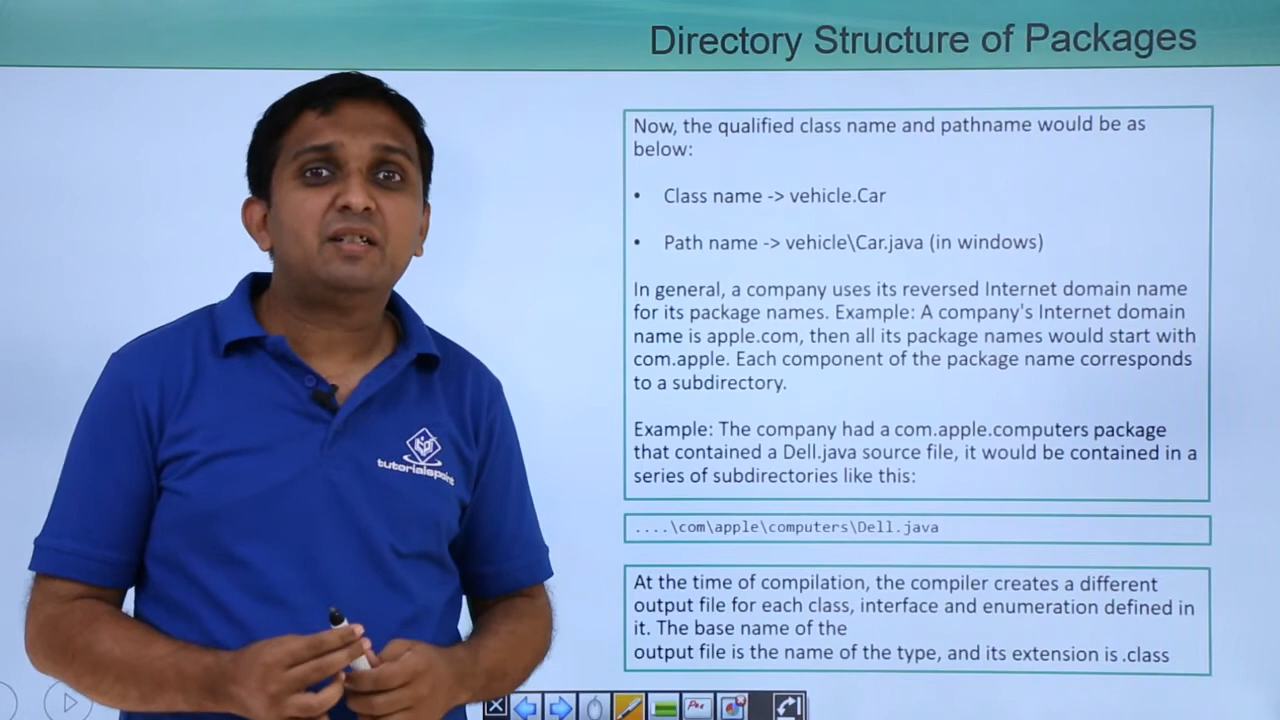 Directory Structure of Packages
Now, the qualified class name and pathname would be as
below:
• Class name -> vehicle.Car
• Path name -> vehicle\Car.java (in windows)
In general, a company uses its reversed Internet domain name
for its package names. Example: A company's Internet domain
name is apple.com, then all its package names would start with
com.apple. Each component of the package name corresponds
to a subdirectory.
Example: The company had a com.apple.computers package
that contained a Dell.java source file, it would be contained in a
series of subdirectories like this:
....\com\apple\computers\Dell.java
At the time of compilation, the compiler creates a different
output file for each class, interface and enumeration defined in
it. The base name of the
output file is the name of the type, and its extension is .class
tutorialspoint
Pen